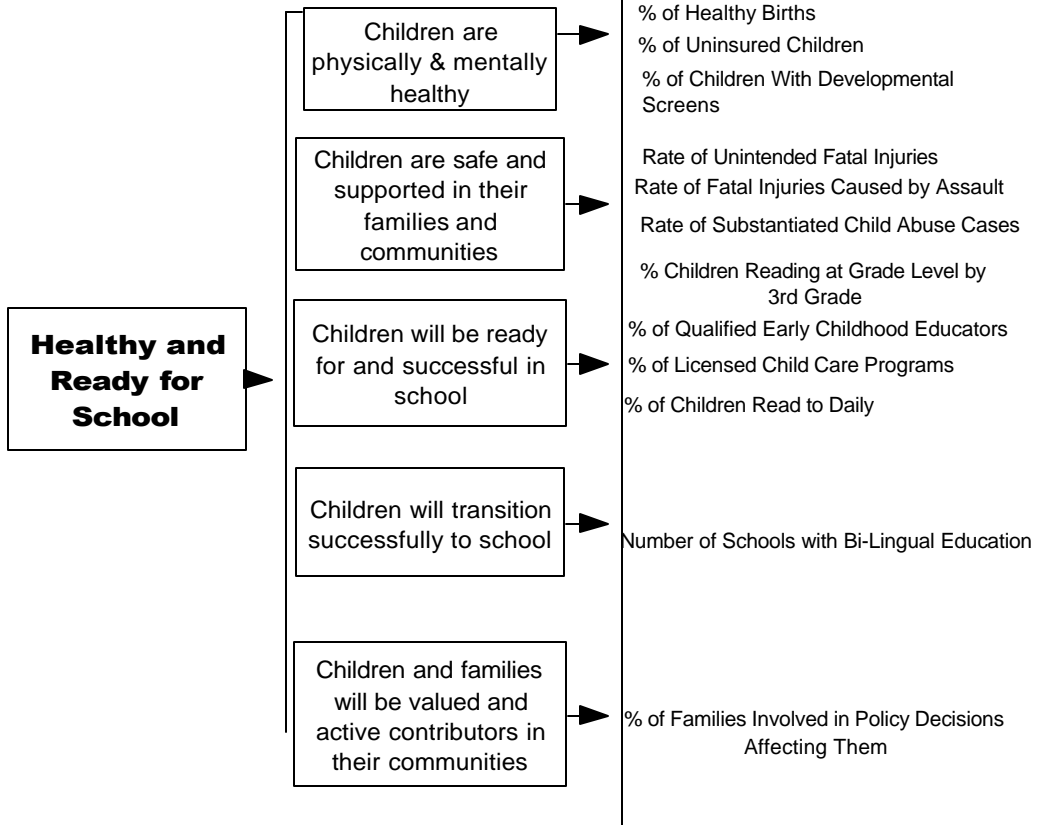 Healthy and
Ready for
School
Children are
physically & mentally
healthy
% of Healthy Births
% of Uninsured Children
% of Children With Developmental
Screens
Children are safe and
supported in their
families and
communities
Rate of Unintended Fatal Injuries
Rate of Fatal Injuries Caused by Assault
Rate of Substantiated Child Abuse Cases
Children will be ready
for and successful in
school
% Children Reading at Grade Level by
3rd Grade
% of Qualified Early Childhood Educators
% of Licensed Child Care Programs
% of Children Read to Daily
Children will transition
successfully to school
Number of Schools with Bi-Lingual Education
Children and families
will be valued and
active contributors in
their communities
% of Families Involved in Policy Decisions
Affecting Them